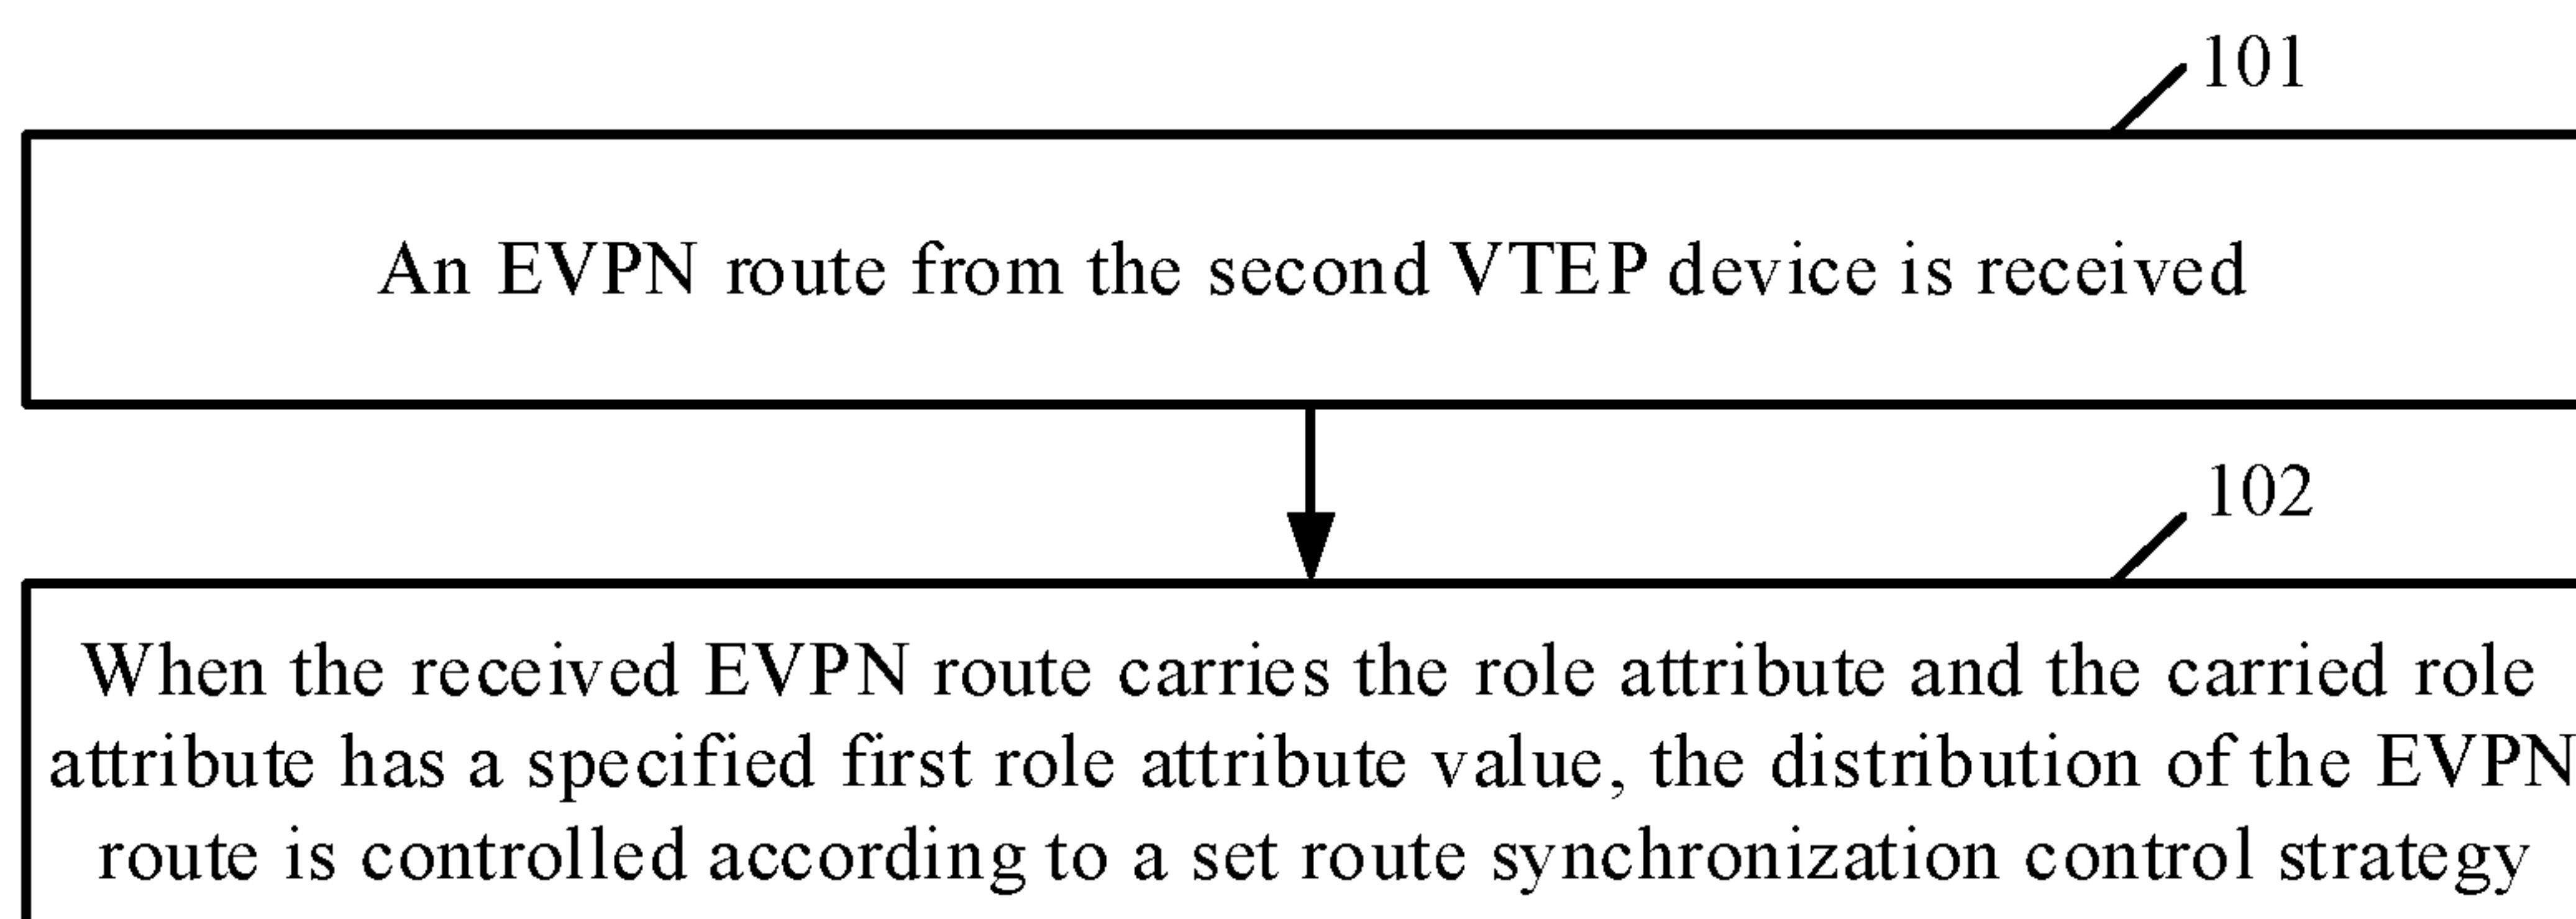 101
An EVPN route from the second VTEP device is received
102
When the received EVPN route carries the role attribute and the carried role
attribute has a specified first role attribute value, the distribution of the EVPN
route is controlled according to a set route synchronization control strategy